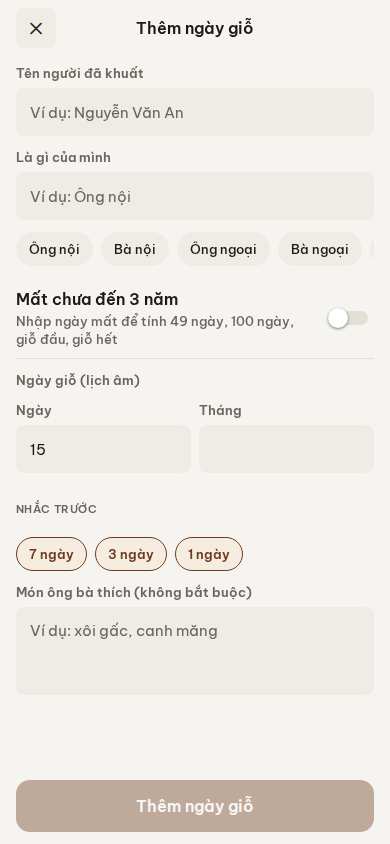 Thêm ngày giỗ
Tên người đã khuất
Ví dụ: Nguyễn Văn An
Là gì của mình
Ví dụ: Ông nội
Ông nội Bà nội Ông ngoại Bà ngoại
Mất chưa đến 3 năm
Nhập ngày mất để tính 49 ngày, 100 ngày,
giỗ đầu, giỗ hết
Ngày giỗ (lịch âm)
Ngày Tháng
15
NHẮC TRƯỚC
7 ngày 3 ngày 1 ngày
Món ông bà thích (không bắt buộc)
Ví dụ: xôi gấc, canh măng
Thêm ngày giỗ